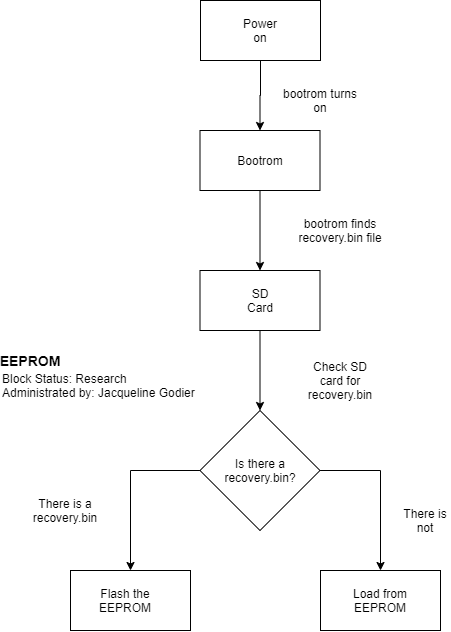 Power
on
bootrom turns
on
Bootrom
bootrom finds
recovery.bin file
SD
Card
EEPROM
Block Status: Research
Administrated by: Jacqueline Godier
Check SD
card for
recovery.bin
Is there a
recovery.bin?
There is a
recovery.bin
There is
not
Flash the
EEPROM
Load from
EEPROM